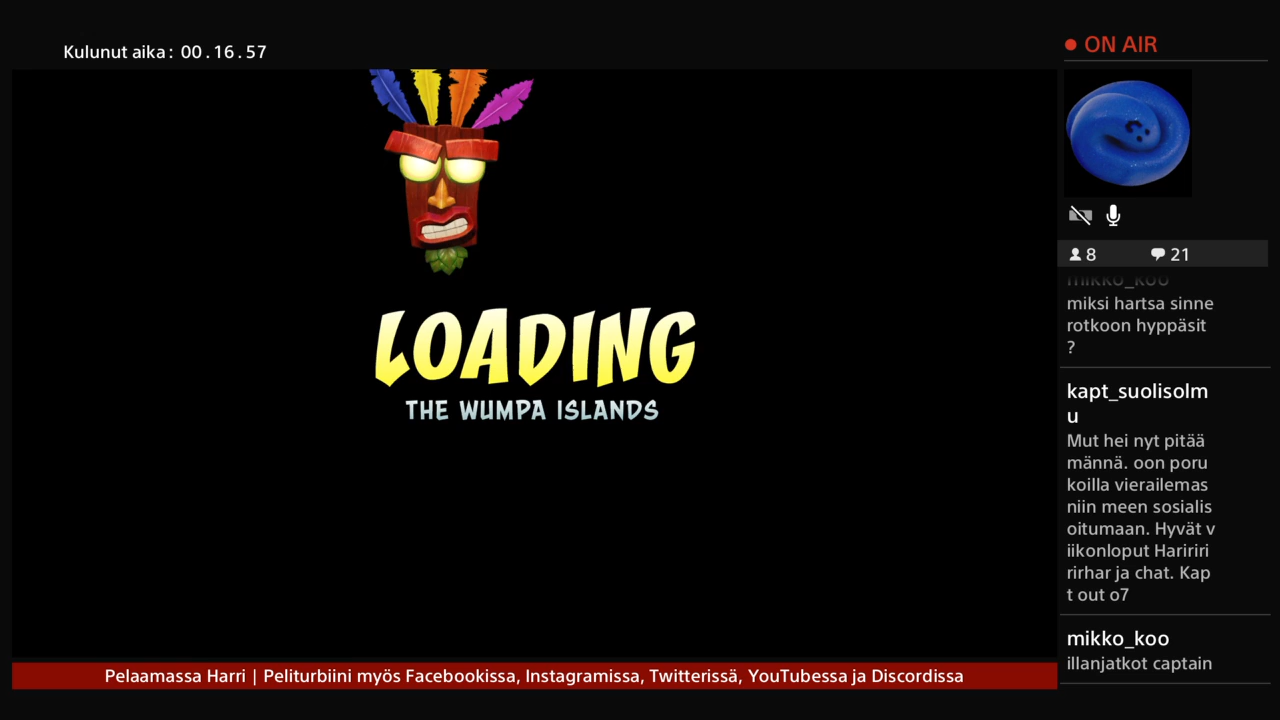 Kulunut aika: 00.16.57
ON AIR
8
21
mikko_koo
miksi hartsa sinne
rotkoon hyppäsit
?
kapt_suolisolm
u
Mut hei nyt pitää
männä. oon poru
koilla vierailemas
niin meen sosialis
oitumaan. Hyvät v
iikonloput Haririri
rirhar ja chat. Kap
t out o7
mikko_koo
illanjatkot captain
LOADING
THE WUMPA ISLANDS
Pelaamassa Harri | Peliturbiini myös Facebookissa, Instagramissa, Twitterissä, YouTubessa ja Discordissa